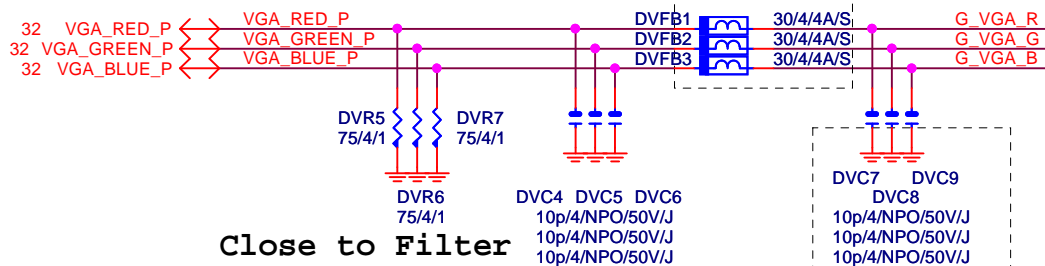 32 VGA_RED_P VGA_RED_P DVFB1 30/4/4A/S G_VGA_R
32 VGA_GREEN_P VGA_GREEN_P DVFB2 30/4/4A/S G_VGA_G
32 VGA_BLUE_P VGA_BLUE_P DVFB3 30/4/4A/S G_VGA_B
DVR5 DVR7
75/4/1 75/4/1
DVC7 DVC9
DVR6 DVC4 DVC5 DVC6 DVC8
75/4/1 10p/4/NPO/50V/J 10p/4/NPO/50V/J
Close to Filter 10p/4/NPO/50V/J 10p/4/NPO/50V/J
10p/4/NPO/50V/J 10p/4/NPO/50V/J